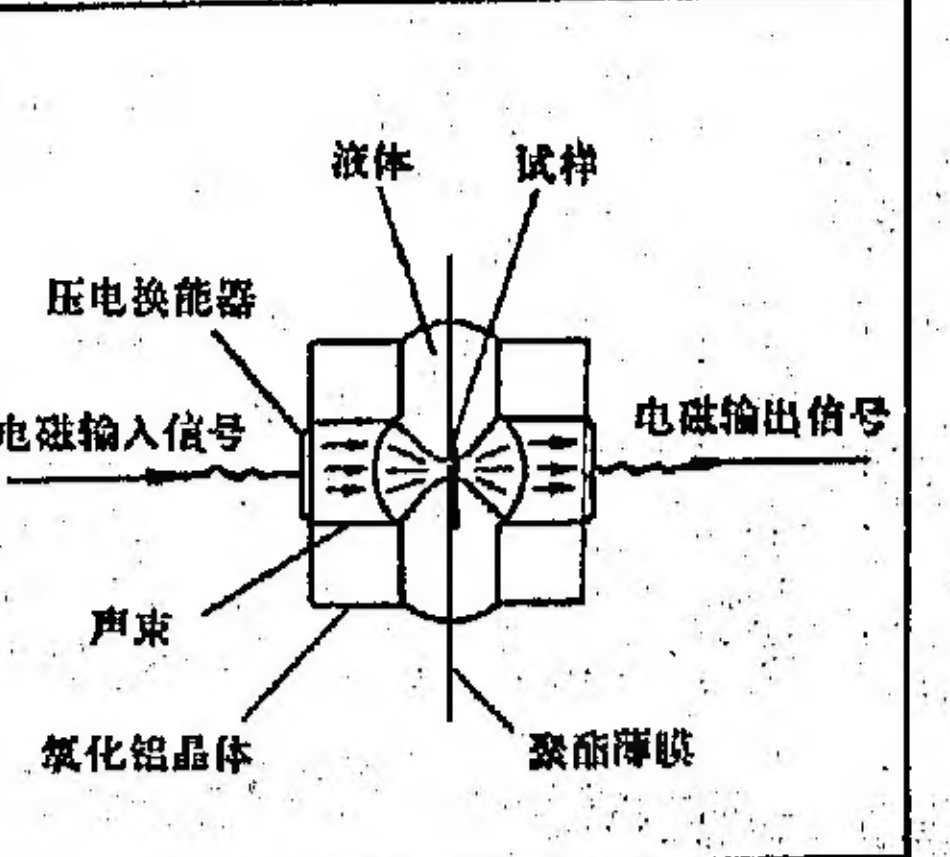 液体
试样
压电换能器
电磁输入信号
电磁输出信号
声束
氧化铝晶体
聚酯薄膜